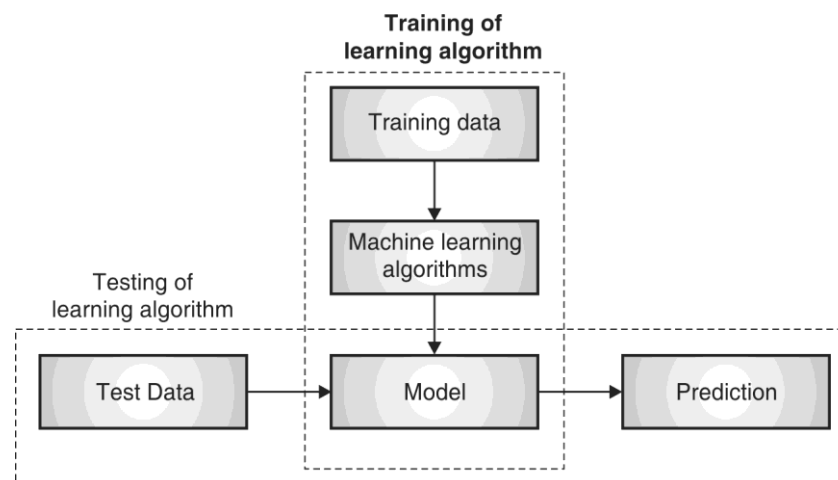 Training of
learning algorithm
Training data
Machine learning
algorithms
Testing of
learning algorithm
Test Data
Model
Prediction